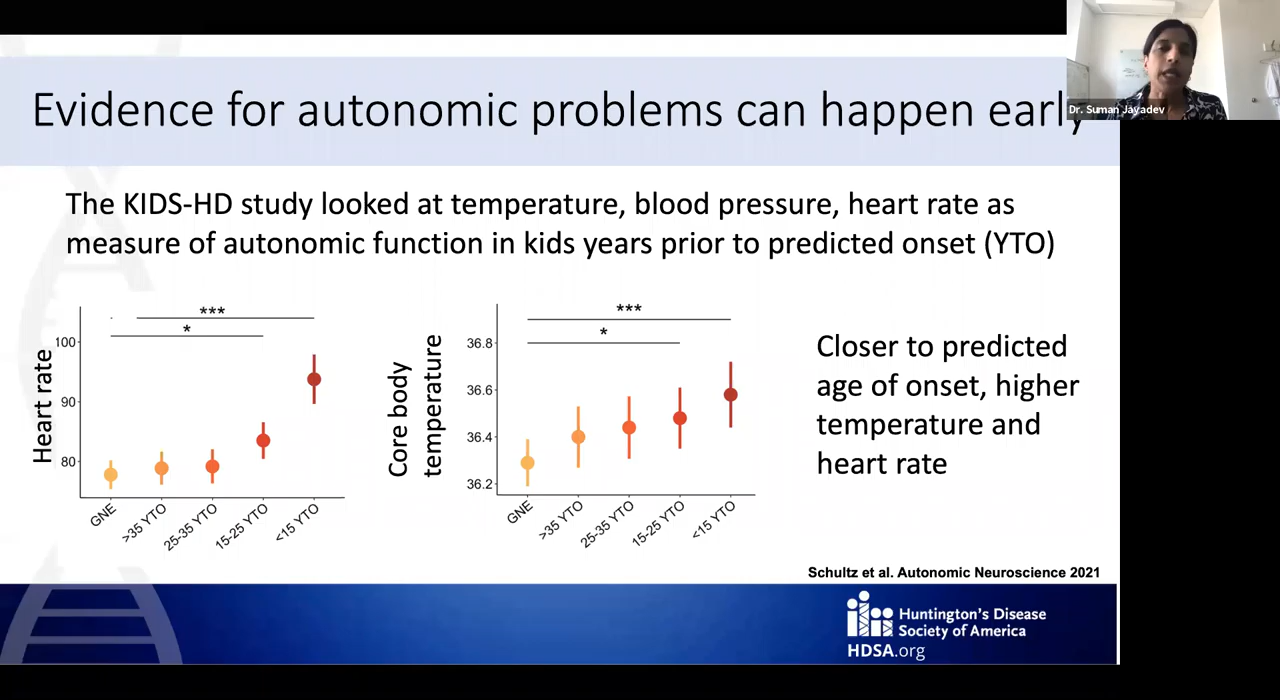 Evidence for autonomic problems can happen early
Dr. Suman Jayadev
The KIDS-HD study looked at temperature, blood pressure, heart rate as
measure of autonomic function in kids years prior to predicted onset (YTO)
Heart rate
100
90
80
***
*
GNE
>35 YTO
25-35 YTO
15-25 YTO
<15 YTO
Core body
temperature
36.8
36.6
36.4
36.2
***
*
GNE
>35 YTO
25-35 YTO
15-25 YTO
<15 YTO
Closer to predicted
age of onset, higher
temperature and
heart rate
Schultz et al. Autonomic Neuroscience 2021
Huntington's Disease
Society of America
HDSA.org